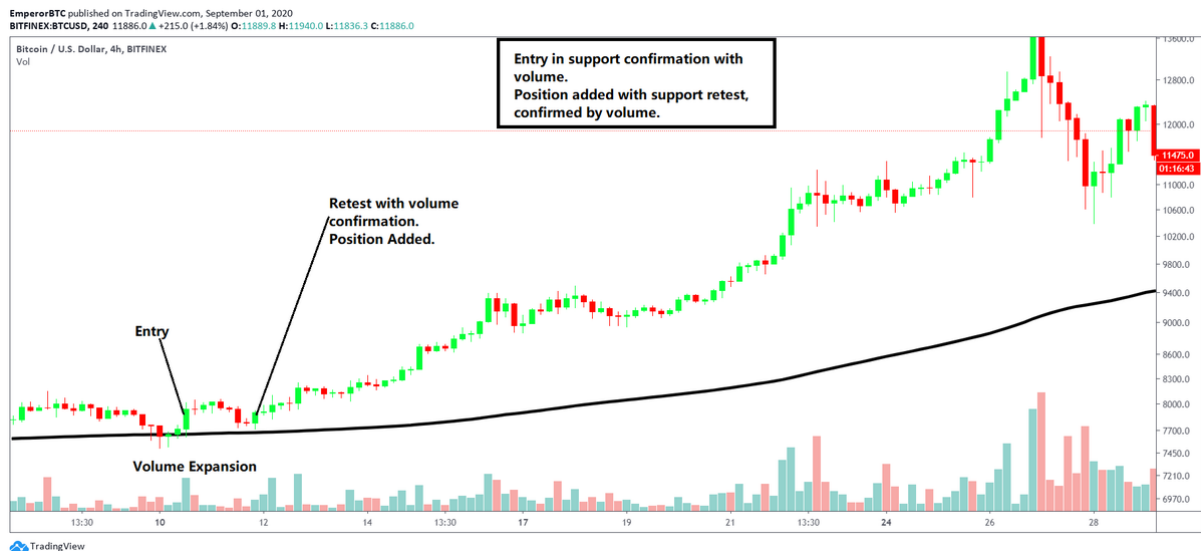 EmperorBTC published on TradingView.com, September 01, 2020
BITFINEX:BTCUSD, 240 11886.0 ▲ +215.0 (+1.84%) O:11889.8 H:11940.0 L:11836.3 C:11886.0
Bitcoin / U.S. Dollar, 4h, BITFINEX
Vol
Entry in support confirmation with
volume.
Position added with support retest,
confirmed by volume.
Retest with volume
confirmation.
Position Added.
Entry
Volume Expansion
13600.0
12800.0
12000.0
11475.0
01:16:43
11000.0
10600.0
10200.0
9800.0
9400.0
9000.0
8600.0
8300.0
8000.0
7700.0
7450.0
7210.0
6970.0
13:30 10 12 14 13:30 17 19 21 13:30 24 26 28
TradingView